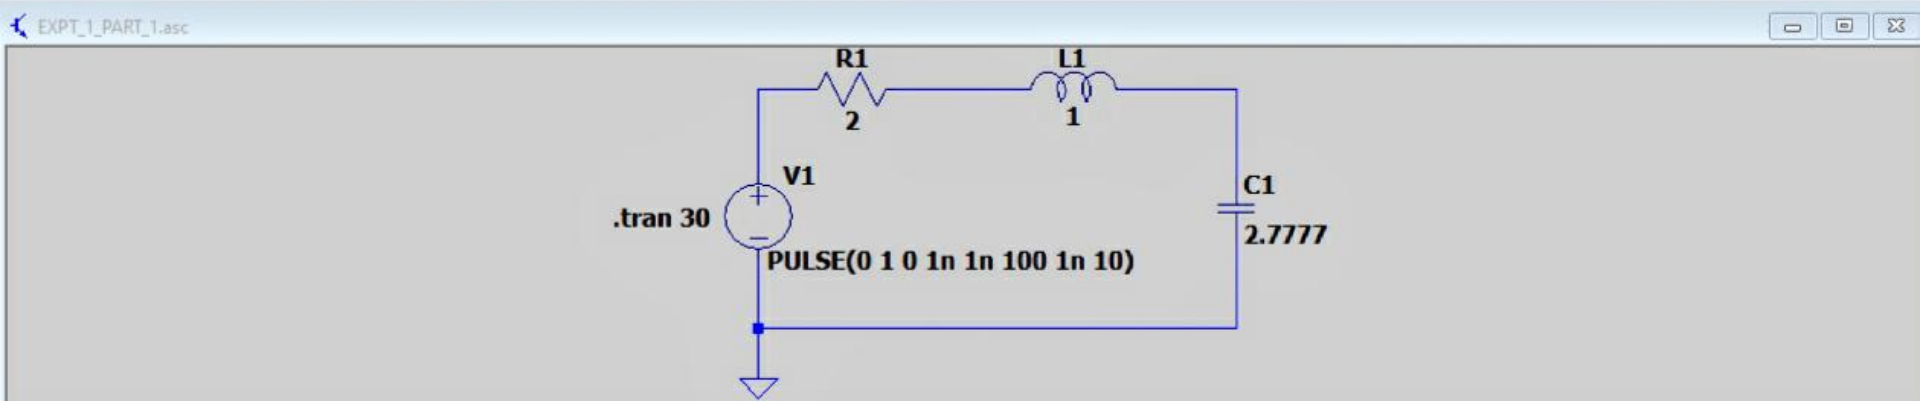 EXPT_1_PART_1.asc
R1
L1
2
1
V1
C1
.tran 30
2.7777
PULSE(0 1 0 1n 1n 100 1n 10)